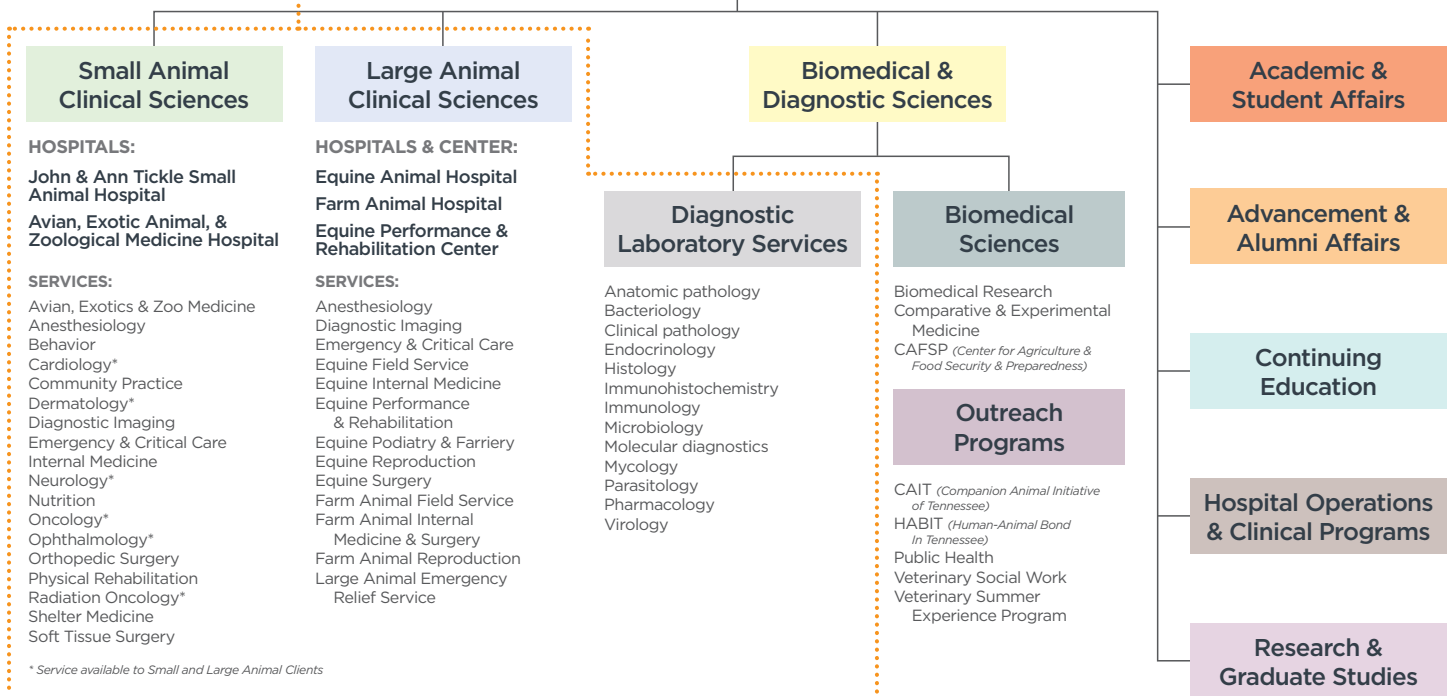 Small Animal
Clinical Sciences
HOSPITALS:
John & Ann Tickle Small
Animal Hospital
Avian, Exotic Animal, &
Zoological Medicine Hospital
SERVICES:
Avian, Exotics & Zoo Medicine
Anesthesiology
Behavior
Cardiology*
Community Practice
Dermatology*
Diagnostic Imaging
Emergency & Critical Care
Internal Medicine
Neurology*
Nutrition
Oncology*
Ophthalmology*
Orthopedic Surgery
Physical Rehabilitation
Radiation Oncology*
Shelter Medicine
Soft Tissue Surgery
* Service available to Small and Large Animal Clients
Large Animal
Clinical Sciences
HOSPITALS & CENTER:
Equine Animal Hospital
Farm Animal Hospital
Equine Performance &
Rehabilitation Center
SERVICES:
Anesthesiology
Diagnostic Imaging
Emergency & Critical Care
Equine Field Service
Equine Internal Medicine
Equine Performance
& Rehabilitation
Equine Podiatry & Farriery
Equine Reproduction
Equine Surgery
Farm Animal Field Service
Farm Animal Internal
Medicine & Surgery
Farm Animal Reproduction
Large Animal Emergency
Relief Service
Biomedical &
Diagnostic Sciences
Diagnostic
Laboratory Services
Anatomic pathology
Bacteriology
Clinical pathology
Endocrinology
Histology
Immunohistochemistry
Immunology
Microbiology
Molecular diagnostics
Mycology
Parasitology
Pharmacology
Virology
Biomedical
Sciences
Biomedical Research
Comparative & Experimental
Medicine
CAFSP (Center for Agriculture &
Food Security & Preparedness)
Outreach
Programs
CAIT (Companion Animal Initiative
of Tennessee)
HABIT (Human-Animal Bond
In Tennessee)
Public Health
Veterinary Social Work
Veterinary Summer
Experience Program
Academic &
Student Affairs
Advancement &
Alumni Affairs
Continuing
Education
Hospital Operations
& Clinical Programs
Research &
Graduate Studies